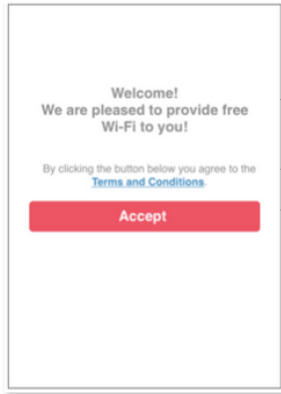 Welcome!
We are pleased to provide free
Wi-Fi to you!
By clicking the button below you agree to the
Terms and Conditions.
Accept